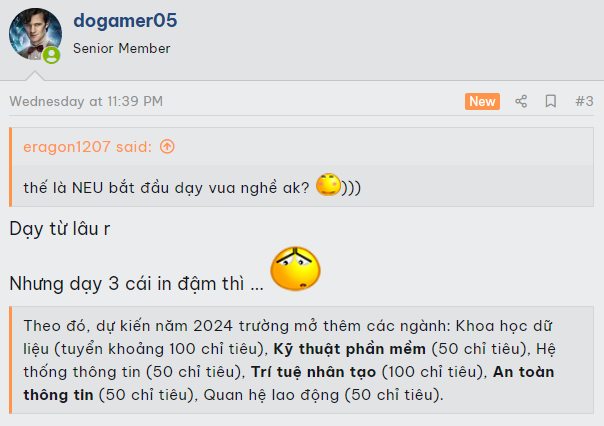 dogamer05
Senior Member
Wednesday at 11:39 PM
New
#3
eragon1207 said:
thế là NEU bắt đầu dạy vua nghề ak? )))
Dạy từ lâu r
Nhưng dạy 3 cái in đậm thì ...
Theo đó, dự kiến năm 2024 trường mở thêm các ngành: Khoa học dữ
liệu (tuyển khoảng 100 chỉ tiêu), Kỹ thuật phần mềm (50 chỉ tiêu), Hệ
thống thông tin (50 chỉ tiêu), Trí tuệ nhân tạo (100 chỉ tiêu), An toàn
thông tin (50 chỉ tiêu), Quan hệ lao động (50 chỉ tiêu).